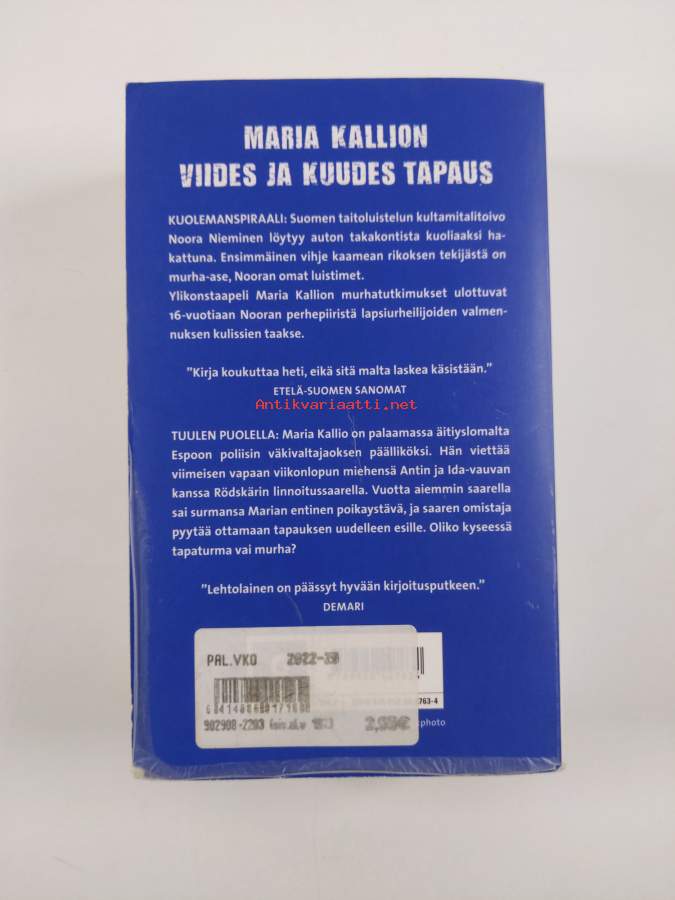 MARIA KALLION
VIIDES JA KUUDES TAPAUS
KUOLEMANSPIRAALI: Suomen taitoluistelun kultamitalitoivo
Noora Nieminen löytyy auton takakontista kuoliaaksi ha-
kattuna. Ensimmäinen vihje kaamean rikoksen tekijästä on
murha-ase, Nooran omat luistimet.
Ylikonstaapeli Maria Kallion murhatutkimukset ulottuvat
16-vuotiaan Nooran perhepiiristä lapsiurheilijoiden valmen-
nuksen kulissien taakse.
"Kirja koukuttaa heti, eikä sitä malta laskea käsistään."
ETELÄ-SUOMEN SANOMAT
Antikvariaatti.net
TUULEN PUOLELLA: Maria Kallio on palaamassa äitiyslomalta
Espoon poliisin väkivaltajaoksen päälliköksi. Hän viettää
viimeisen vapaan viikonlopun miehensä Antin ja Ida-vauvan
kanssa Rödskärin linnoitussaarella. Vuotta aiemmin saarella
sai surmansa Marian entinen poikaystävä, ja saaren omistaja
pyytää ottamaan tapauksen uudelleen esille. Oliko kyseessä
tapaturma vai murha?
"Lehtolainen on päässyt hyvään kirjoitusputkeen."
DEMARI
PAL.VKO 2022-39
763-4
902908-2203
2,95€
photo